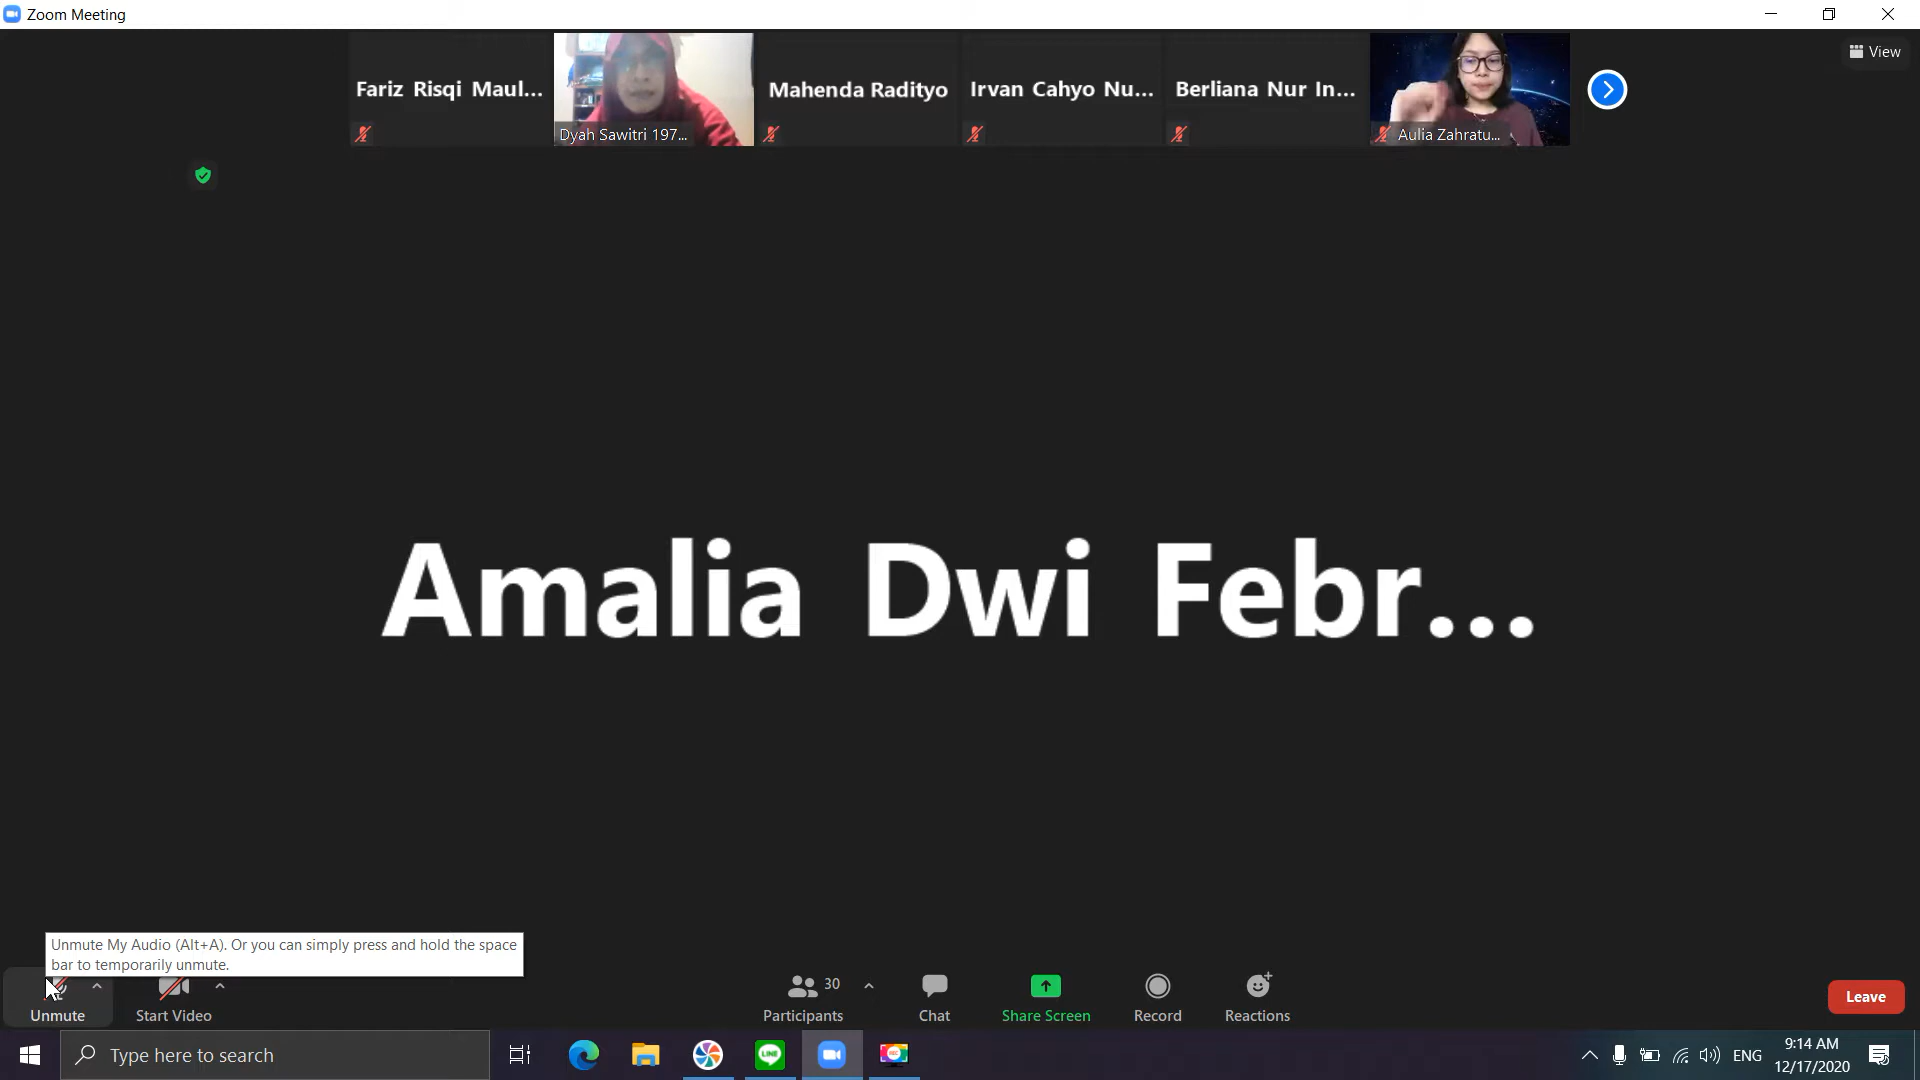 Zoom Meeting
View
Fariz Risqi Maul...
Dyah Sawitri 197...
Mahenda Radityo
Irvan Cahyo Nu...
Berliana Nur In...
Aulia Zahratu...
Amalia Dwi Febr...
Unmute My Audio (Alt+A). Or you can simply press and hold the space
bar to temporarily unmute.
Unmute
Start Video
30
Participants
Chat
Share Screen
Record
Reactions
Leave
Type here to search
LINE
REC
ENG
9:14 AM
12/17/2020